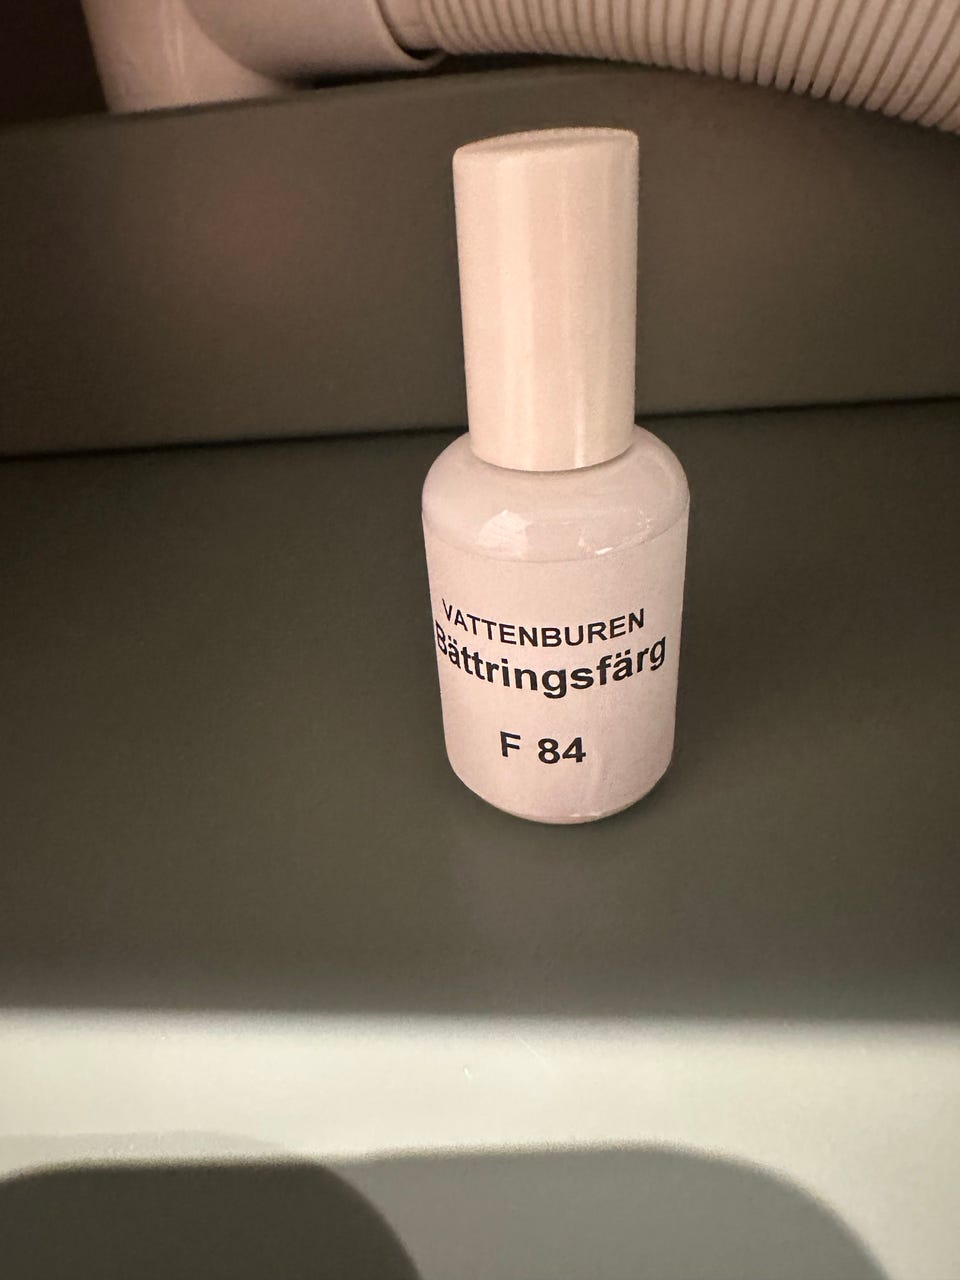 VATTENBUREN
Bättringsfärg
F 84